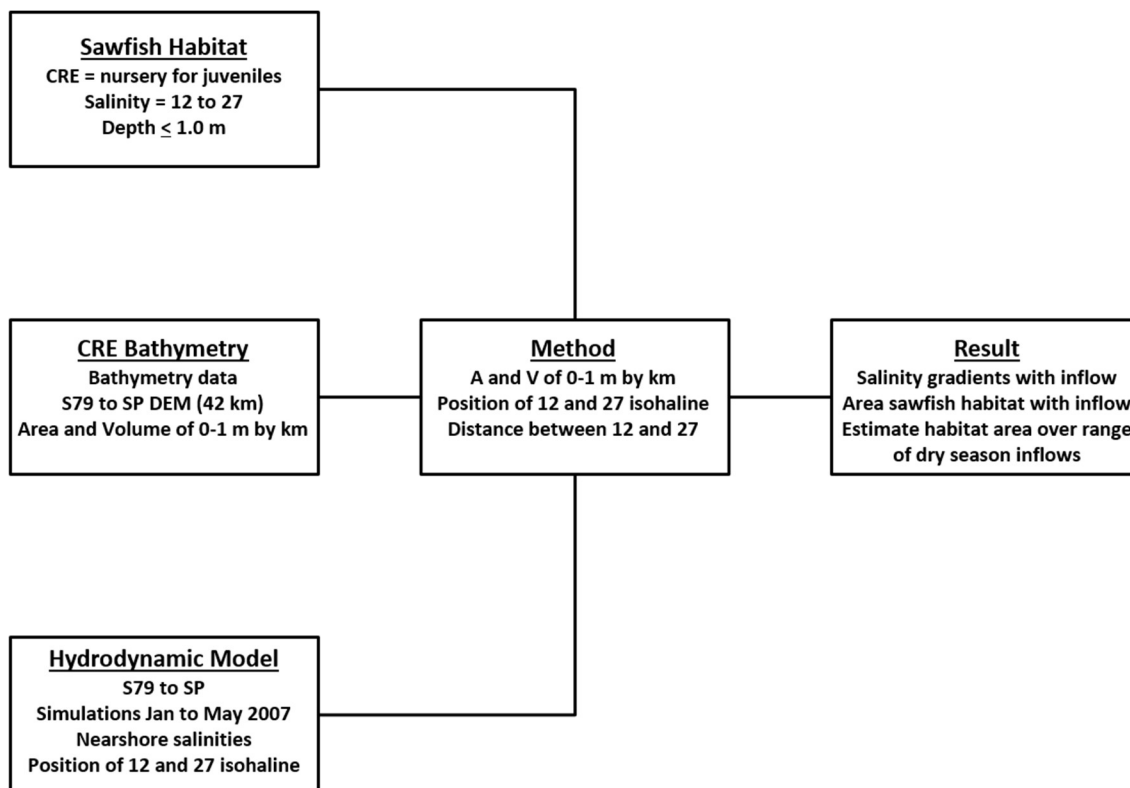 Sawfish Habitat
CRE = nursery for juveniles
Salinity = 12 to 27
Depth ≤ 1.0 m
CRE Bathymetry
Bathymetry data
S79 to SP DEM (42 km)
Area and Volume of 0-1 m by km
Method
A and V of 0-1 m by km
Position of 12 and 27 isohaline
Distance between 12 and 27
Result
Salinity gradients with inflow
Area sawfish habitat with inflow
Estimate habitat area over range
of dry season inflows
Hydrodynamic Model
S79 to SP
Simulations Jan to May 2007
Nearshore salinities
Position of 12 and 27 isohaline